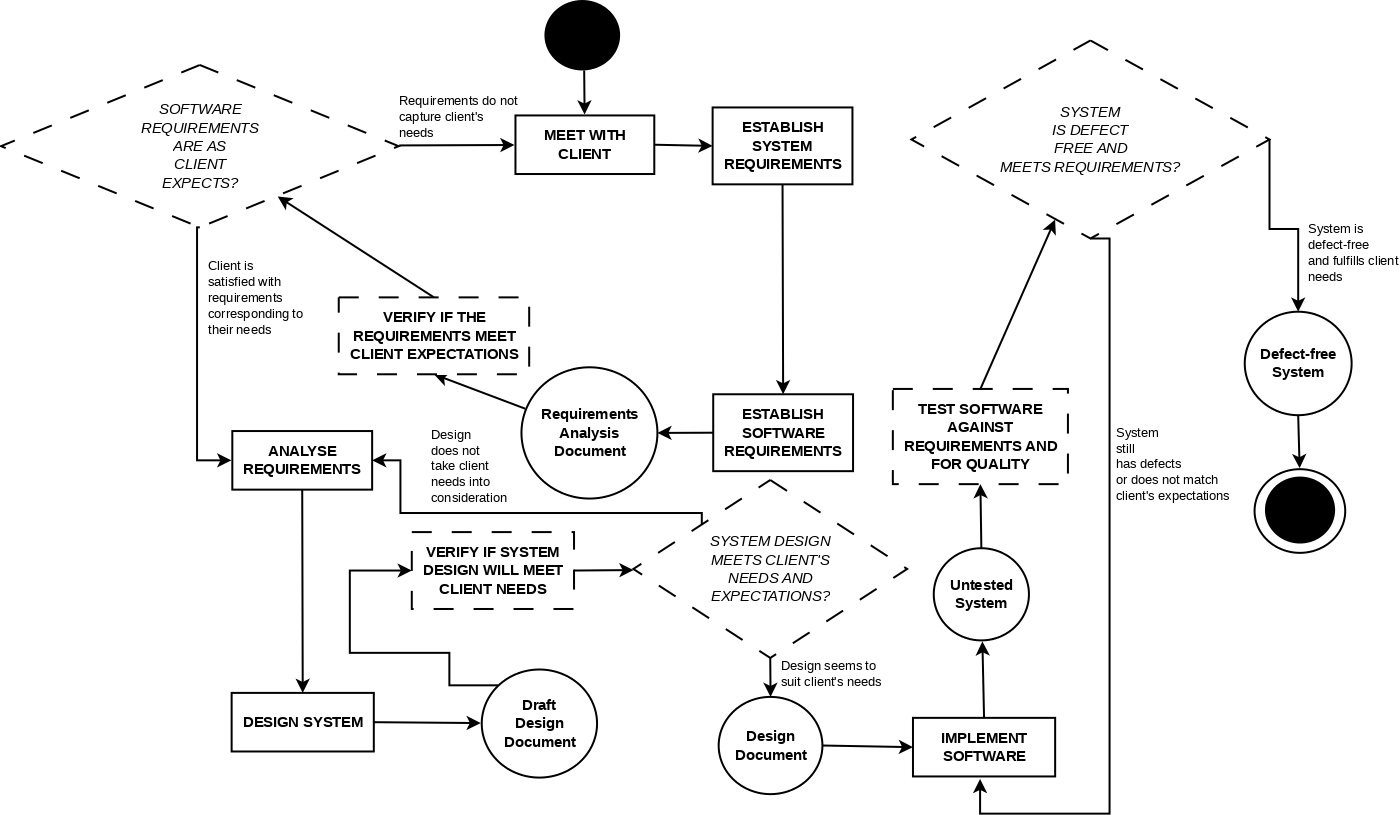 SOFTWARE
REQUIREMENTS
ARE AS
CLIENT
EXPECTS?
Requirements do not
capture client's
needs
MEET WITH
CLIENT
ESTABLISH
SYSTEM
REQUIREMENTS
SYSTEM
IS DEFECT
FREE AND
MEETS REQUIREMENTS?
System is
defect-free
and fulfills client
needs
Client is
satisfied with
requirements
corresponding to
their needs
VERIFY IF THE
REQUIREMENTS MEET
CLIENT EXPECTATIONS
Defect-free
System
Requirements
Analysis
Document
ESTABLISH
SOFTWARE
REQUIREMENTS
TEST SOFTWARE
AGAINST
REQUIREMENTS AND
FOR QUALITY
System
still
has defects
or does not match
client's expectations
ANALYSE
REQUIREMENTS
Design
does not
take client
needs into
consideration
VERIFY IF SYSTEM
DESIGN WILL MEET
CLIENT NEEDS
SYSTEM DESIGN
MEETS CLIENT'S
NEEDS AND
EXPECTATIONS?
Untested
System
Design seems to
suit client's needs
DESIGN SYSTEM
Draft
Design
Document
Design
Document
IMPLEMENT
SOFTWARE